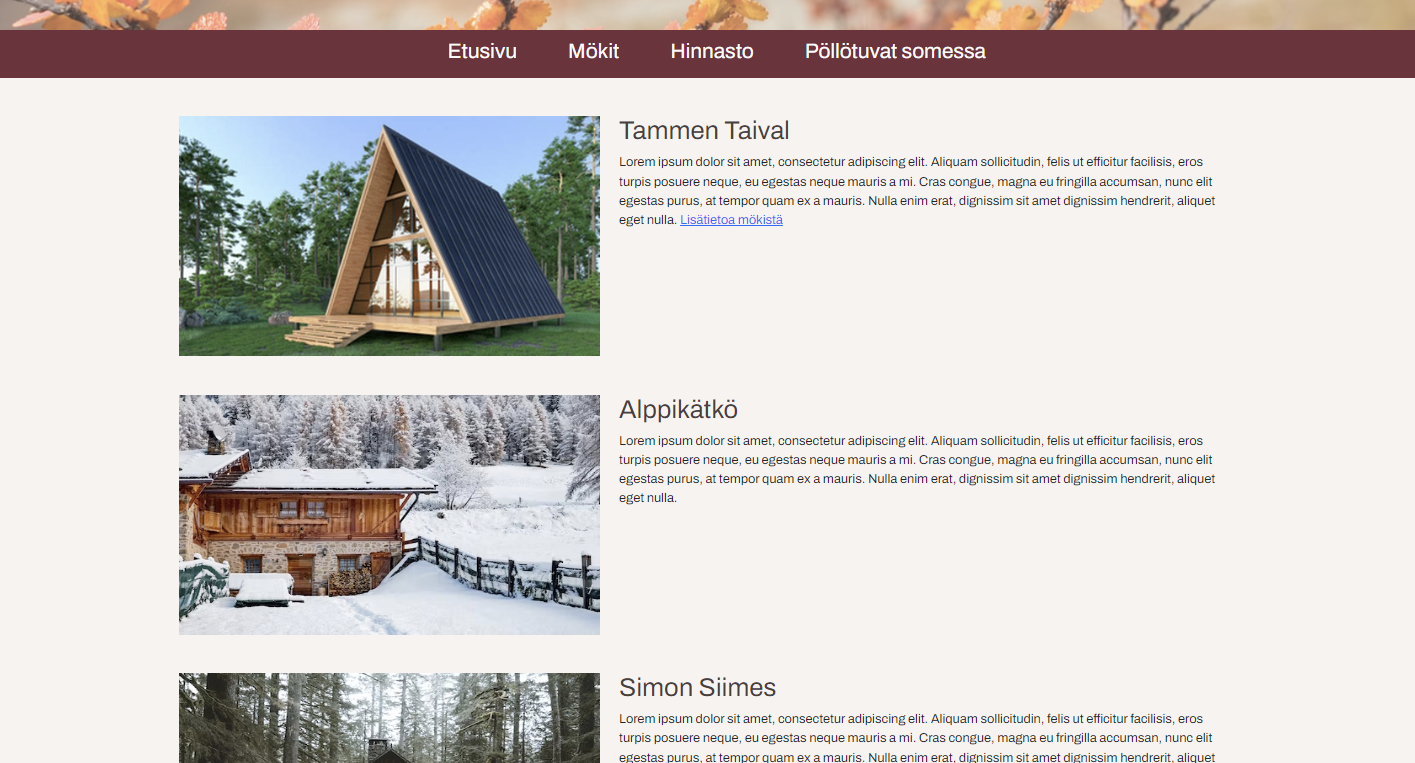 Etusivu Mökit Hinnasto Pöllötuvat somessa
Tammen Taival
Lorem ipsum dolor sit amet, consectetur adipiscing elit. Aliquam sollicitudin, felis ut efficitur facilisis, eros
turpis posuere neque, eu egestas neque mauris a mi. Cras congue, magna eu fringilla accumsan, nunc elit
egestas purus, at tempor quam ex a mauris. Nulla enim erat, dignissim sit amet dignissim hendrerit, aliquet
eget nulla. Lisätietoa mökistä
Alppikätkö
Lorem ipsum dolor sit amet, consectetur adipiscing elit. Aliquam sollicitudin, felis ut efficitur facilisis, eros
turpis posuere neque, eu egestas neque mauris a mi. Cras congue, magna eu fringilla accumsan, nunc elit
egestas purus, at tempor quam ex a mauris. Nulla enim erat, dignissim sit amet dignissim hendrerit, aliquet
eget nulla.
Simon Siimes
Lorem ipsum dolor sit amet, consectetur adipiscing elit. Aliquam sollicitudin, felis ut efficitur facilisis, eros
turpis posuere neque, eu egestas neque mauris a mi. Cras congue, magna eu fringilla accumsan, nunc elit
egestas purus, at tempor quam ex a mauris. Nulla enim erat, dignissim sit amet dignissim hendrerit, aliquet